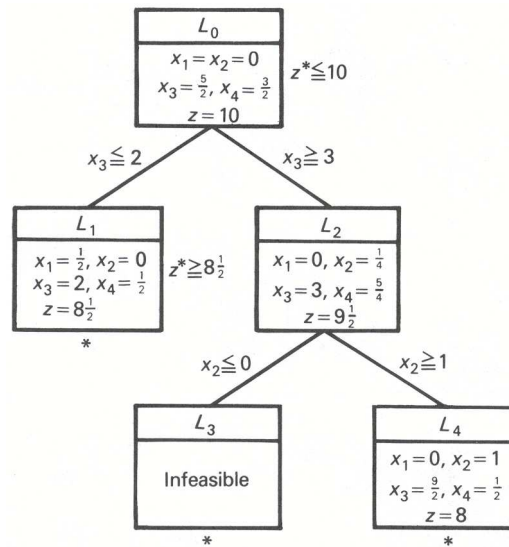 L₀
x₁ = x₂ = 0
x₃ = 5/2, x₄ = 3/2
z = 10
z* ≦ 10
x₃ ≦ 2
x₃ ≧ 3
L₁
x₁ = 1/2, x₂ = 0
x₃ = 2, x₄ = 1/2
z = 8 1/2
*
z* ≧ 8 1/2
L₂
x₁ = 0, x₂ = 1/4
x₃ = 3, x₄ = 5/4
z = 9 1/2
x₂ ≦ 0
x₂ ≧ 1
L₃
Infeasible
*
L₄
x₁ = 0, x₂ = 1
x₃ = 9/2, x₄ = 1/2
z = 8
*